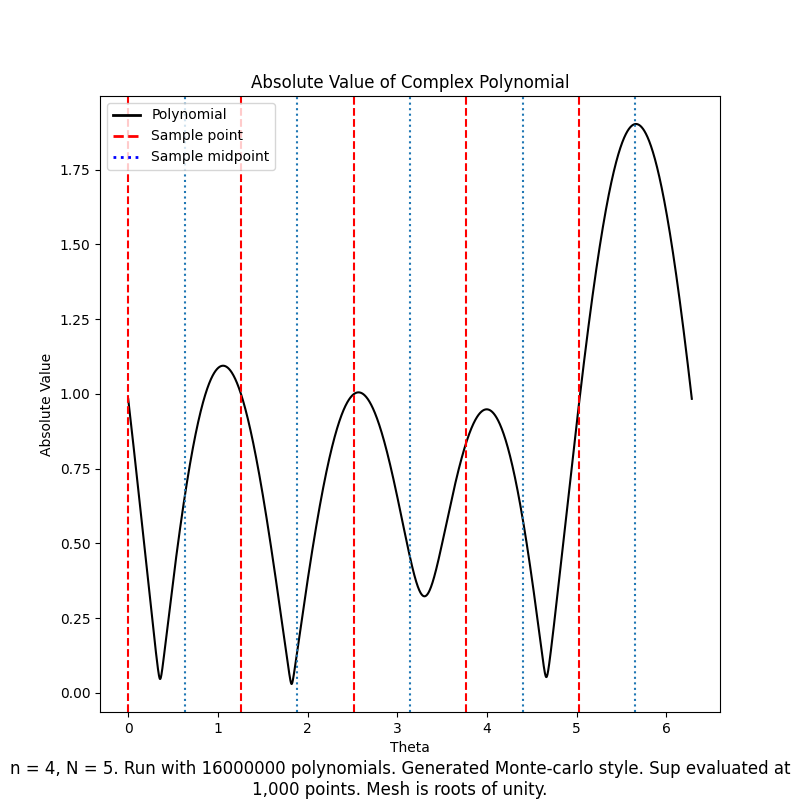 Absolute Value of Complex Polynomial
Polynomial
Sample point
Sample midpoint
Absolute Value
1.75
1.50
1.25
1.00
0.75
0.50
0.25
0.00
0 1 2 3 4 5 6
Theta
n = 4, N = 5. Run with 16000000 polynomials. Generated Monte-carlo style. Sup evaluated at
1,000 points. Mesh is roots of unity.